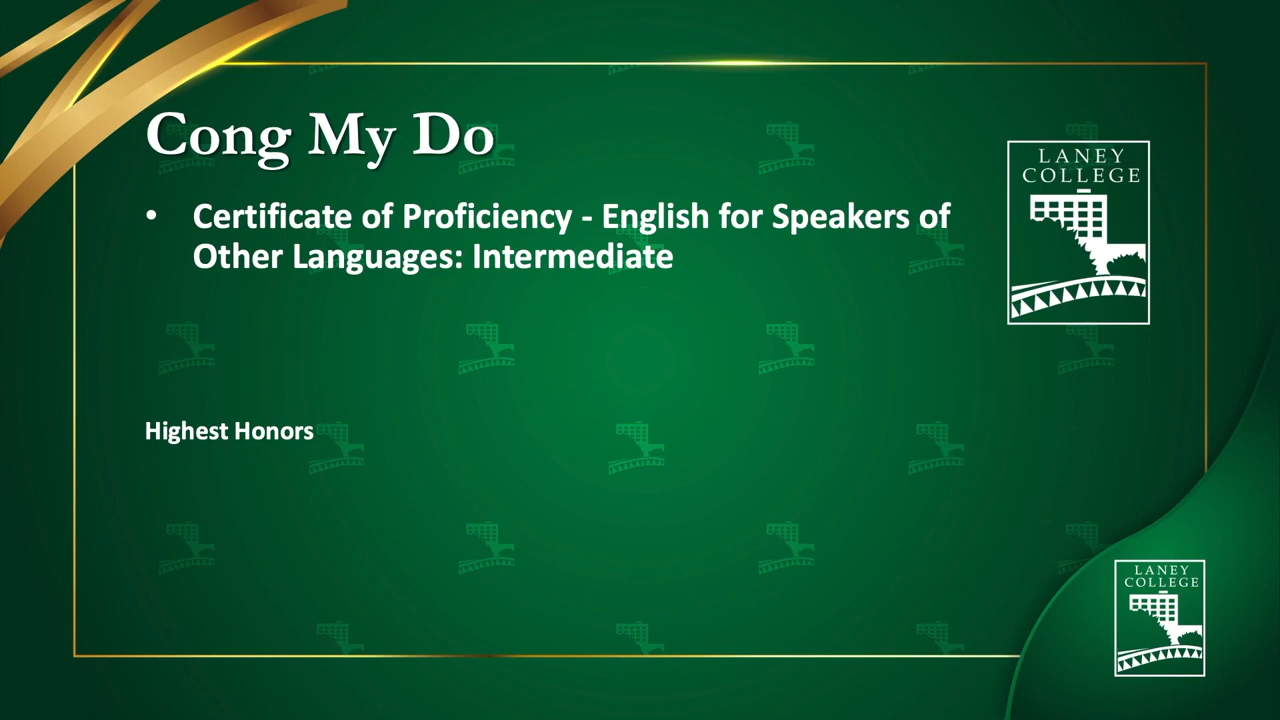 Cong My Do
• Certificate of Proficiency - English for Speakers of
Other Languages: Intermediate
Highest Honors
LANEY
COLLEGE
LANEY
COLLEGE